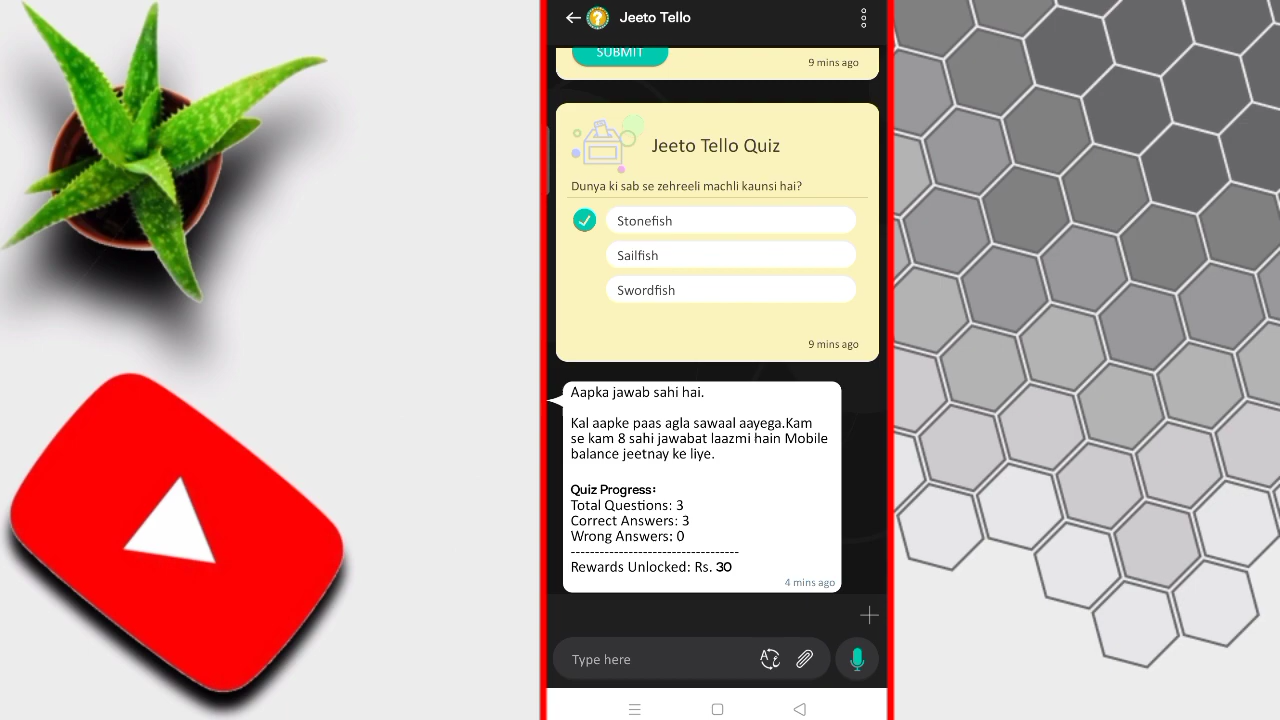 Jeeto Tello
SUBMIT
9 mins ago
Jeeto Tello Quiz
Dunya ki sab se zehreeli machli kaunsi hai?
Stonefish
Sailfish
Swordfish
9 mins ago
Aapka jawab sahi hai.
Kal aapke paas agla sawaal aayega.Kam
se kam 8 sahi jawabat laazmi hain Mobile
balance jeetnay ke liye.
Quiz Progress:
Total Questions: 3
Correct Answers: 3
Wrong Answers: 0
-----------------------------------
Rewards Unlocked: Rs. 30
4 mins ago
Type here